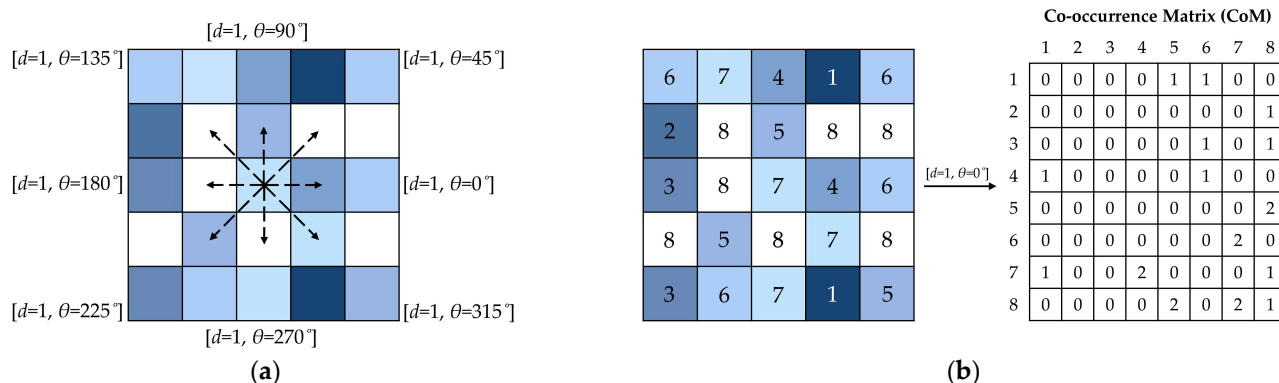 [d=1, θ=90°]
[d=1, θ=135°]
[d=1, θ=45°]
[d=1, θ=180°]
[d=1, θ=0°]
[d=1, θ=225°]
[d=1, θ=315°]
[d=1, θ=270°]
(a)
6 7 4 1 6
2 8 5 8 8
3 8 7 4 6
8 5 8 7 8
3 6 7 1 5
[d=1, θ=0°]
Co-occurrence Matrix (CoM)
1 2 3 4 5 6 7 8
1 0 0 0 0 1 1 0 0
2 0 0 0 0 0 0 0 1
3 0 0 0 0 0 1 0 1
4 1 0 0 0 0 1 0 0
5 0 0 0 0 0 0 0 2
6 0 0 0 0 0 0 2 0
7 1 0 0 2 0 0 0 1
8 0 0 0 0 2 0 2 1
(b)